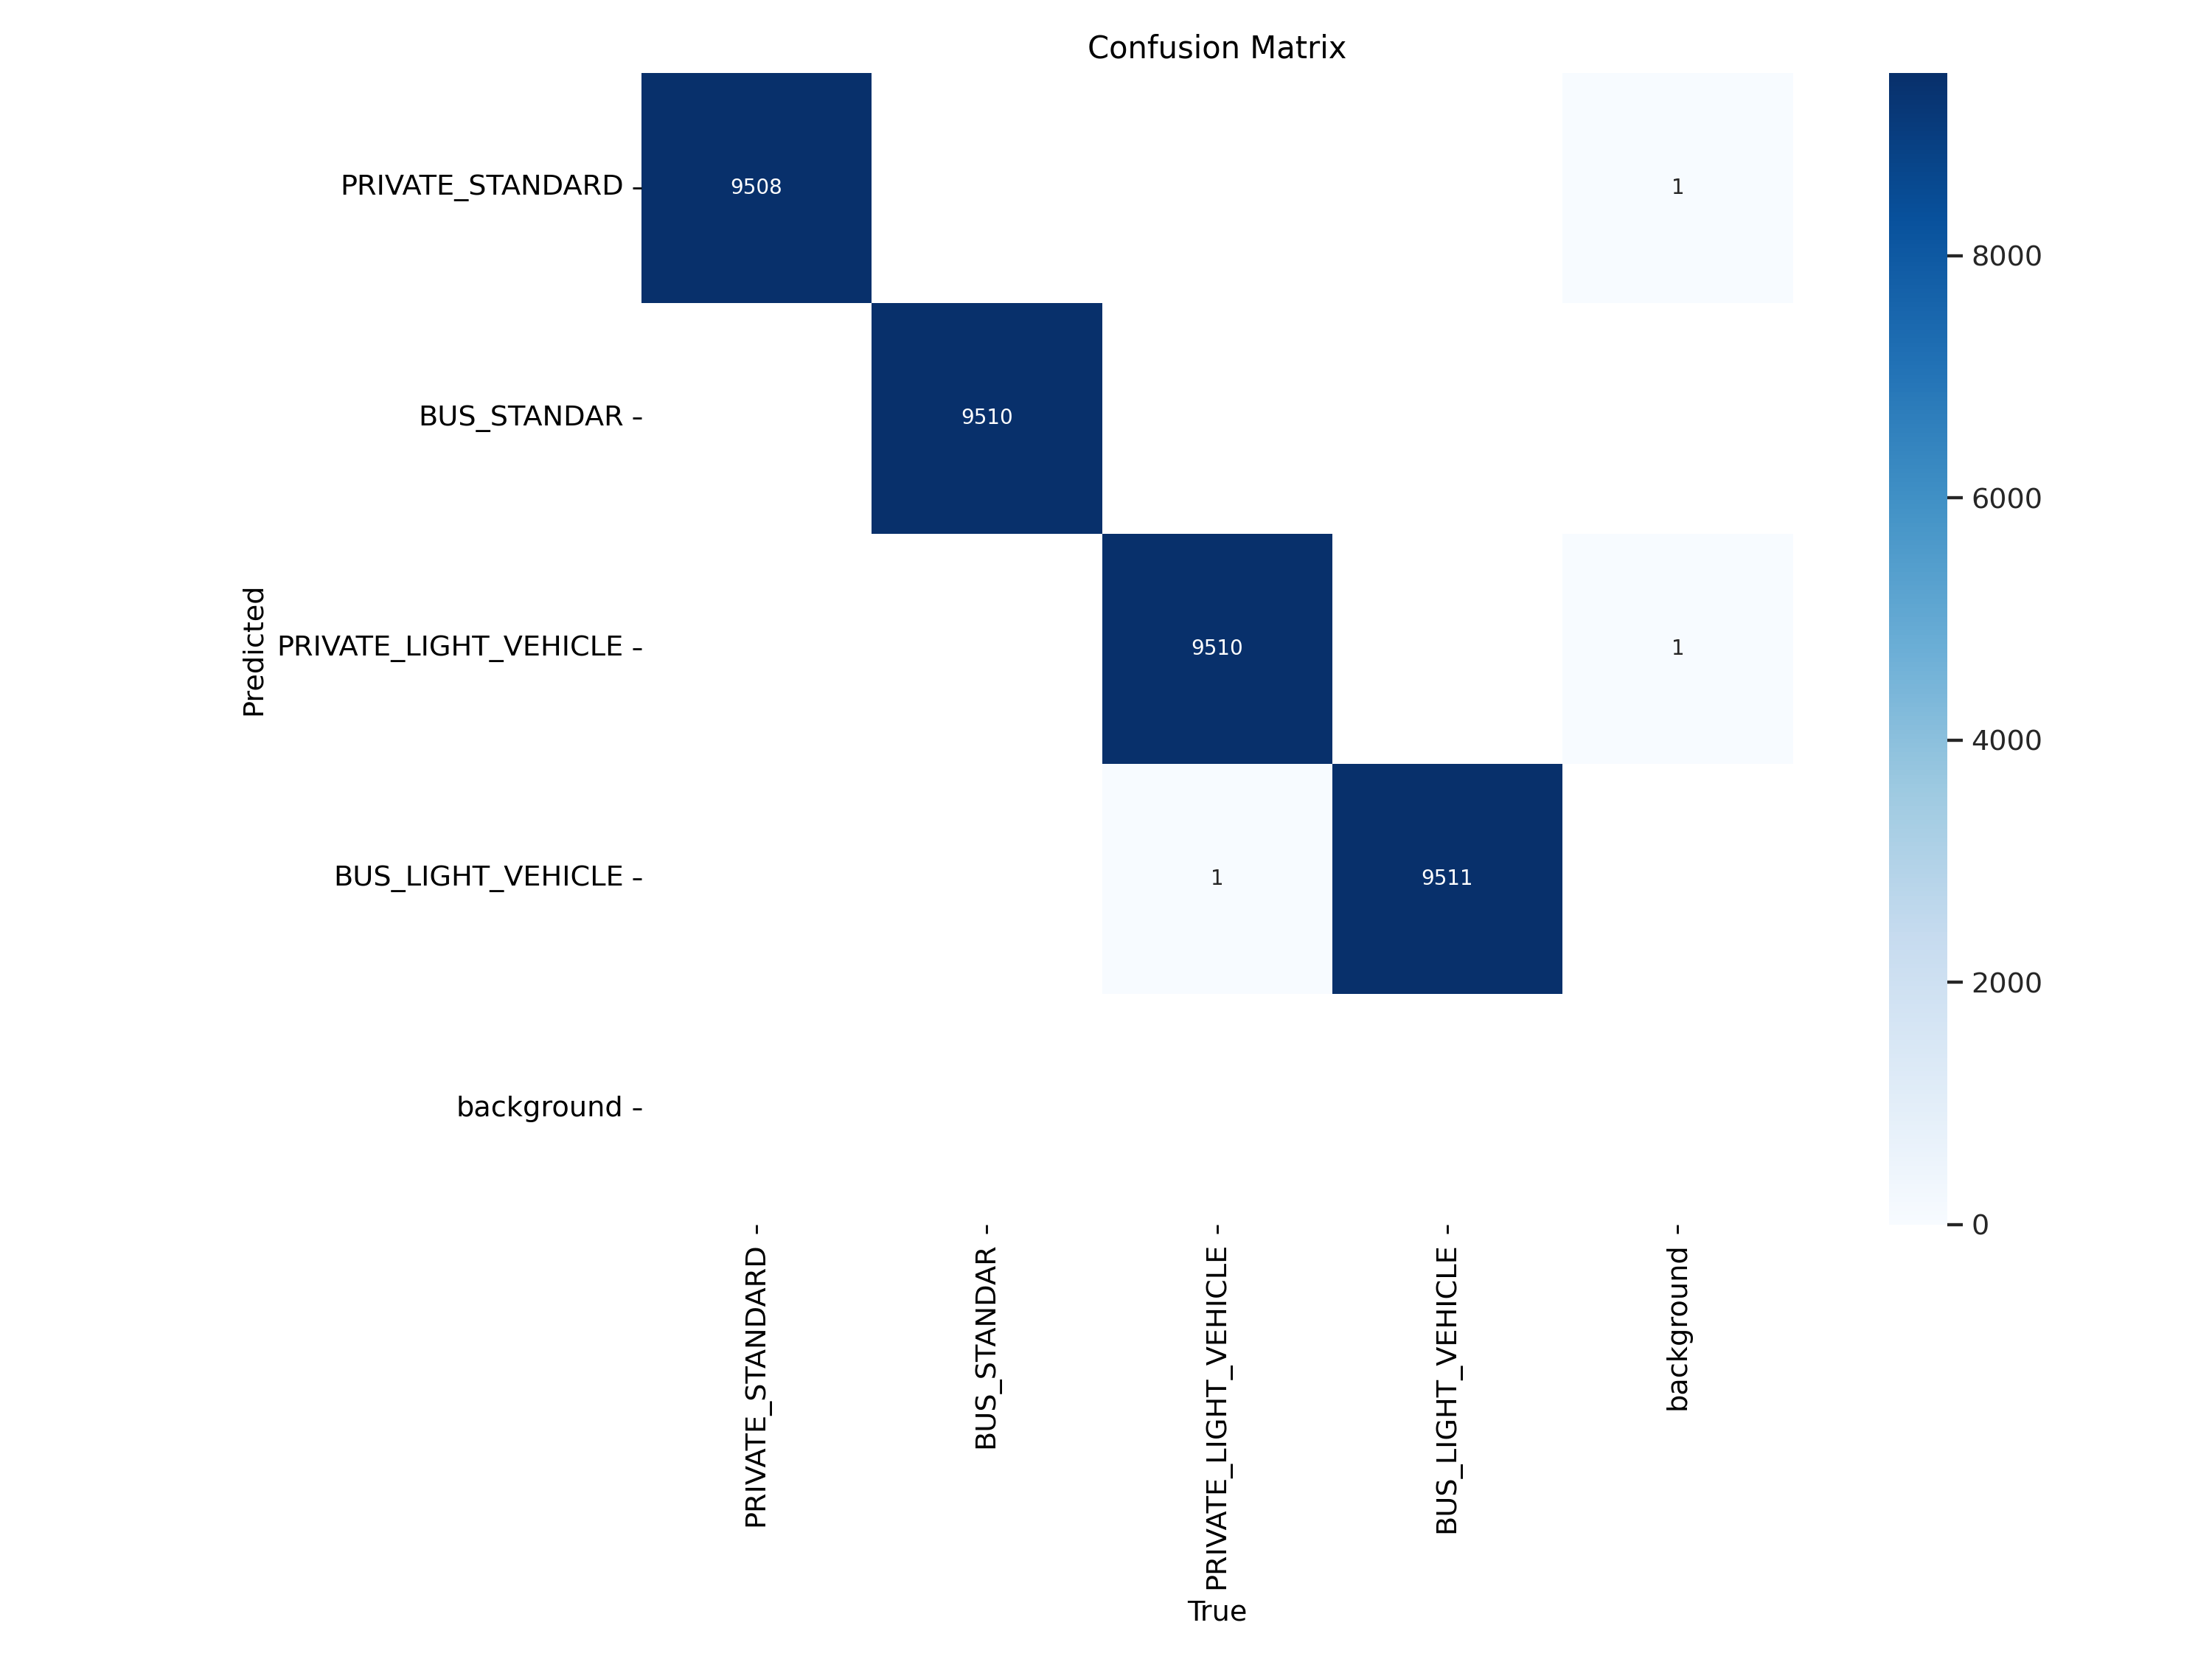 Confusion Matrix
PRIVATE_STANDARD
9508
1
8000
BUS_STANDAR
9510
6000
Predicted
PRIVATE_LIGHT_VEHICLE
9510
1
4000
BUS_LIGHT_VEHICLE
1
9511
2000
background
0
PRIVATE_STANDARD
BUS_STANDAR
PRIVATE_LIGHT_VEHICLE
BUS_LIGHT_VEHICLE
background
True